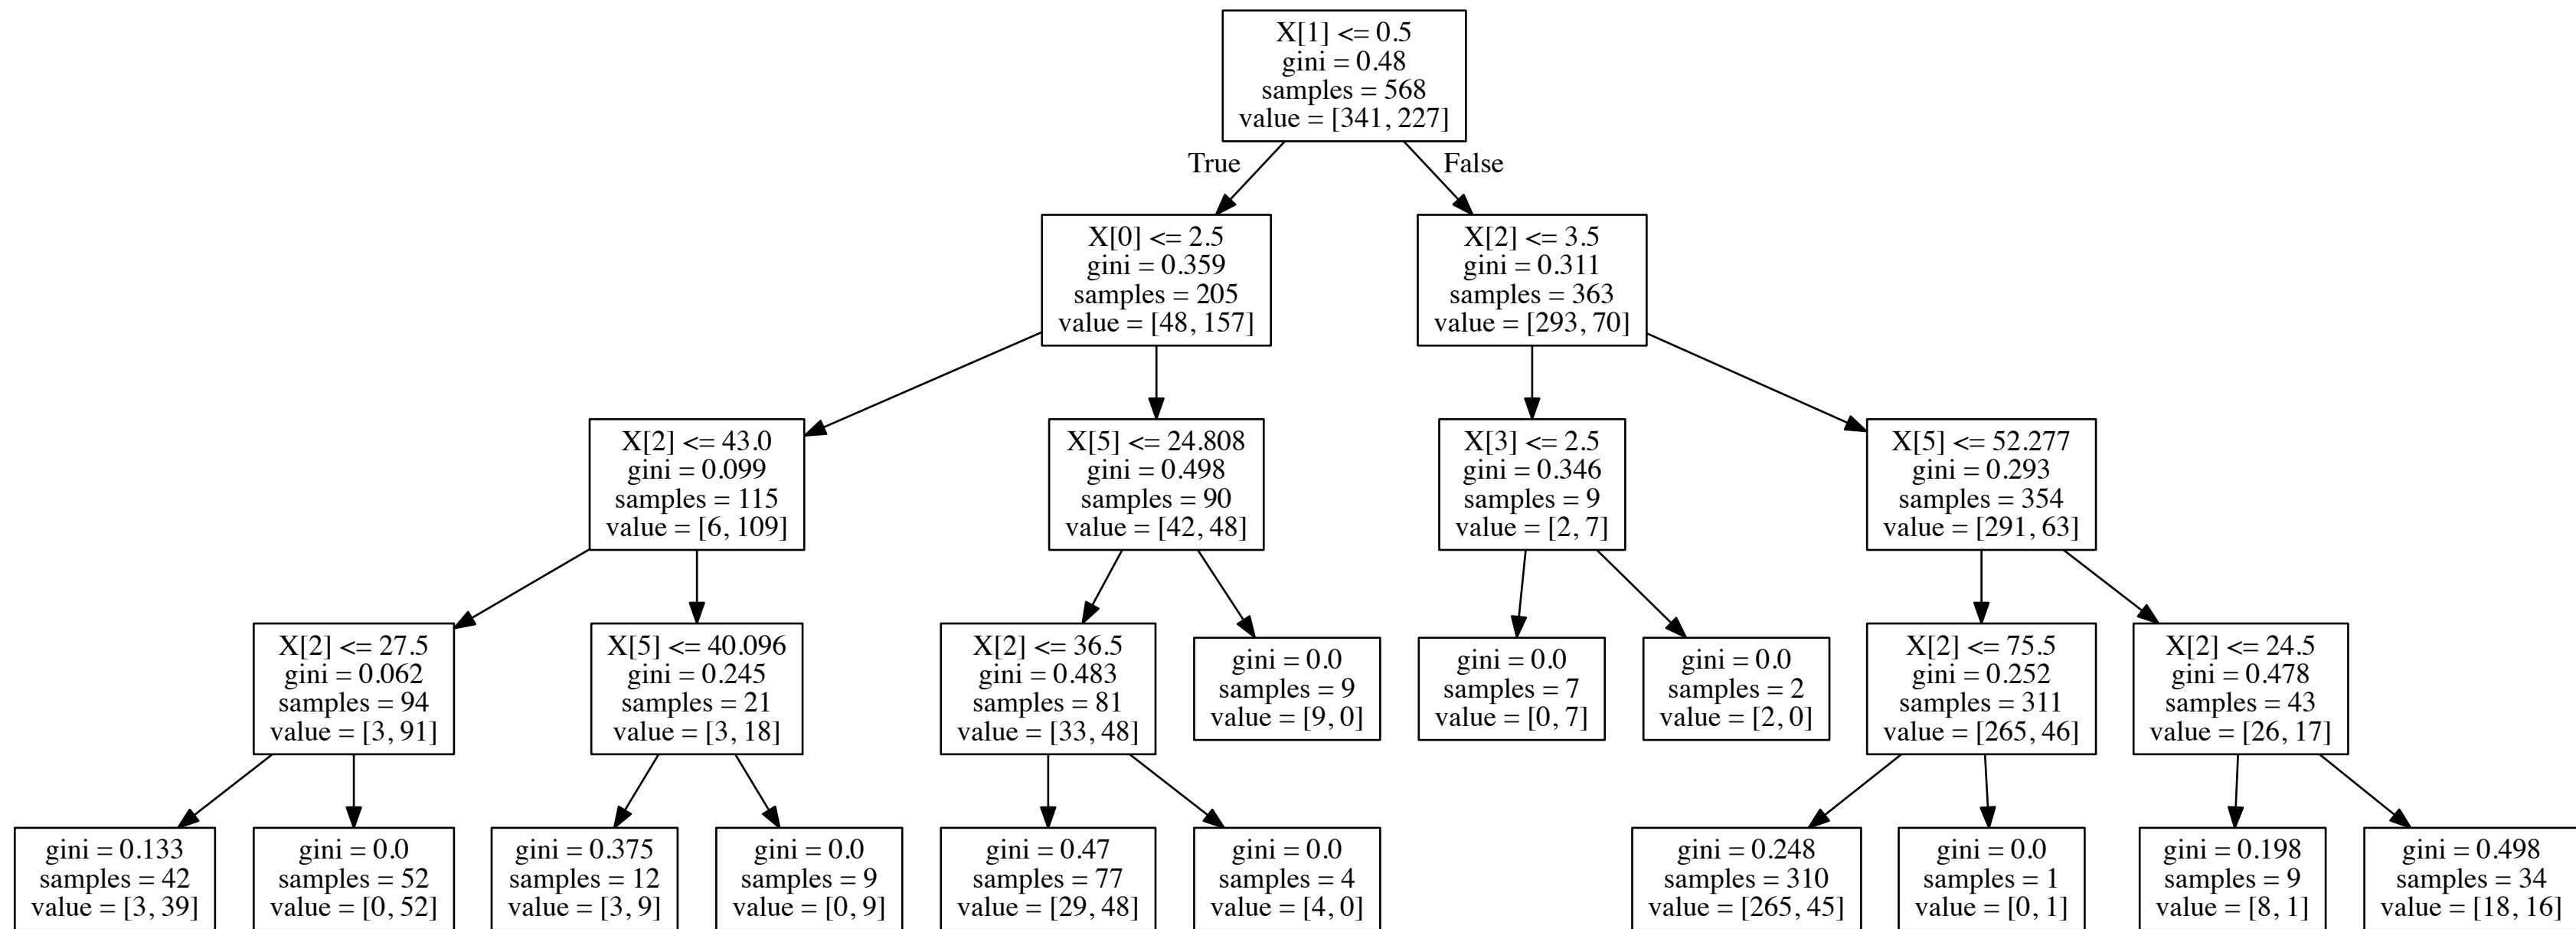 X[1] <= 0.5
gini = 0.48
samples = 568
value = [341, 227]
True
False
X[0] <= 2.5
gini = 0.359
samples = 205
value = [48, 157]
X[2] <= 3.5
gini = 0.311
samples = 363
value = [293, 70]
X[2] <= 43.0
gini = 0.099
samples = 115
value = [6, 109]
X[5] <= 24.808
gini = 0.498
samples = 90
value = [42, 48]
X[3] <= 2.5
gini = 0.346
samples = 9
value = [2, 7]
X[5] <= 52.277
gini = 0.293
samples = 354
value = [291, 63]
X[2] <= 27.5
gini = 0.062
samples = 94
value = [3, 91]
X[5] <= 40.096
gini = 0.245
samples = 21
value = [3, 18]
X[2] <= 36.5
gini = 0.483
samples = 81
value = [33, 48]
gini = 0.0
samples = 9
value = [9, 0]
gini = 0.0
samples = 7
value = [0, 7]
gini = 0.0
samples = 2
value = [2, 0]
X[2] <= 75.5
gini = 0.252
samples = 311
value = [265, 46]
X[2] <= 24.5
gini = 0.478
samples = 43
value = [26, 17]
gini = 0.133
samples = 42
value = [3, 39]
gini = 0.0
samples = 52
value = [0, 52]
gini = 0.375
samples = 12
value = [3, 9]
gini = 0.0
samples = 9
value = [0, 9]
gini = 0.47
samples = 77
value = [29, 48]
gini = 0.0
samples = 4
value = [4, 0]
gini = 0.248
samples = 310
value = [265, 45]
gini = 0.0
samples = 1
value = [0, 1]
gini = 0.198
samples = 9
value = [8, 1]
gini = 0.498
samples = 34
value = [18, 16]